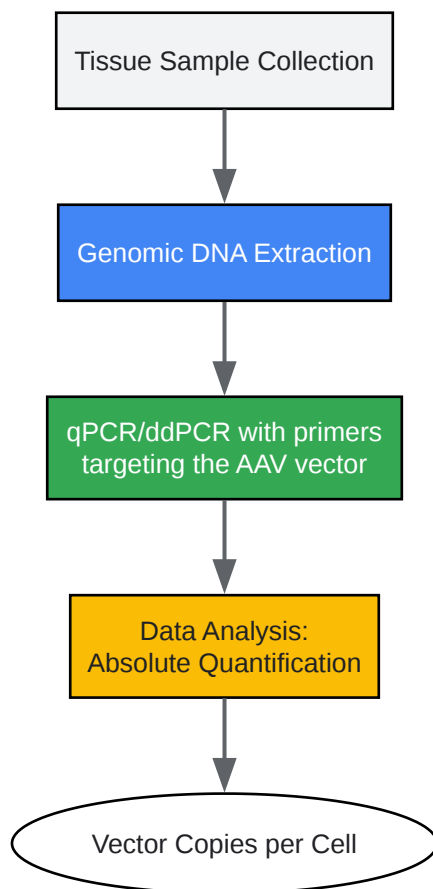 Tissue Sample Collection
Genomic DNA Extraction
qPCR/ddPCR with primers
targeting the AAV vector
Data Analysis:
Absolute Quantification
Vector Copies per Cell